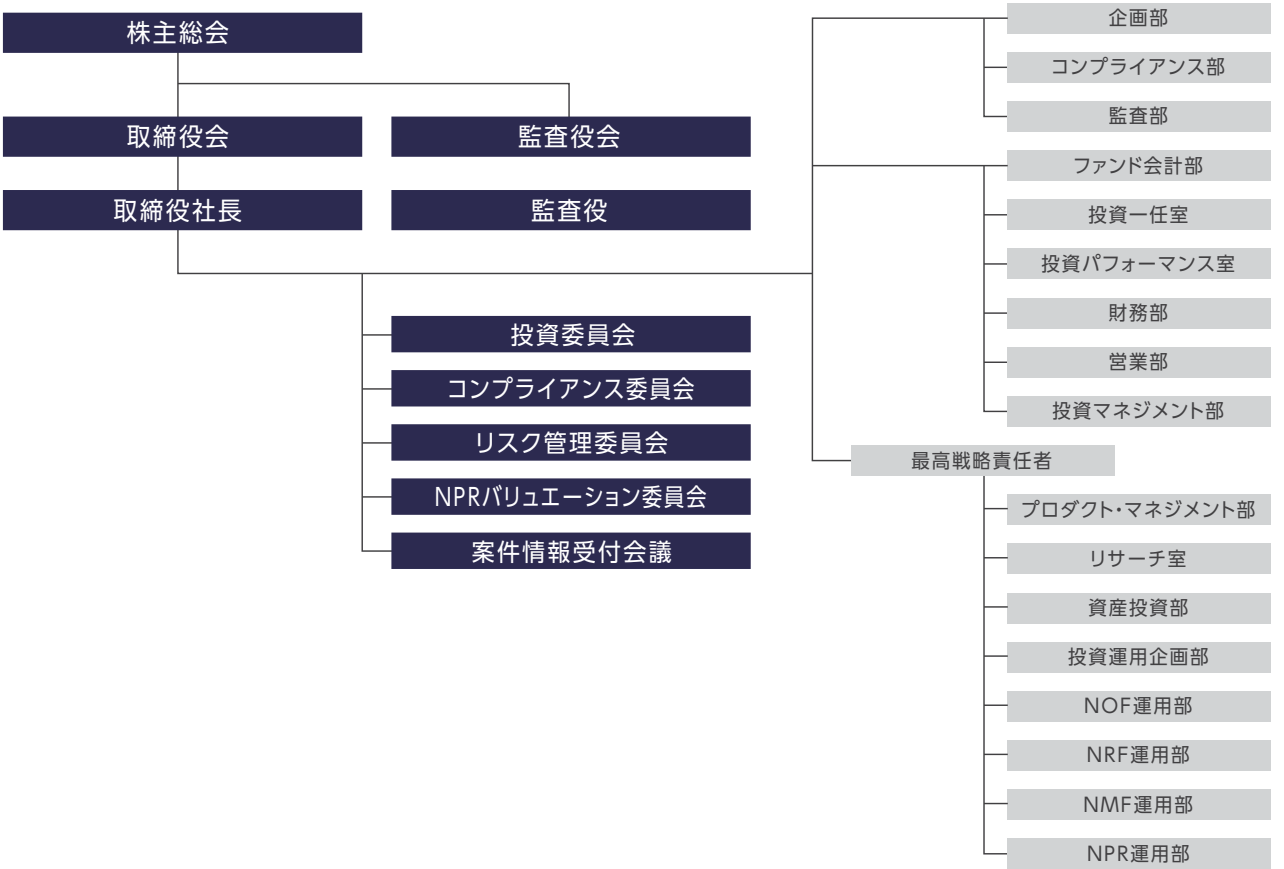 株主総会
取締役会
監査役会
取締役社長
監査役
投資委員会
コンプライアンス委員会
リスク管理委員会
NPRバリュエーション委員会
案件情報受付会議
企画部
コンプライアンス部
監査部
ファンド会計部
投資一任室
投資パフォーマンス室
財務部
営業部
投資マネジメント部
最高戦略責任者
プロダクト・マネジメント部
リサーチ室
資産投資部
投資運用企画部
NOF運用部
NRF運用部
NMF運用部
NPR運用部